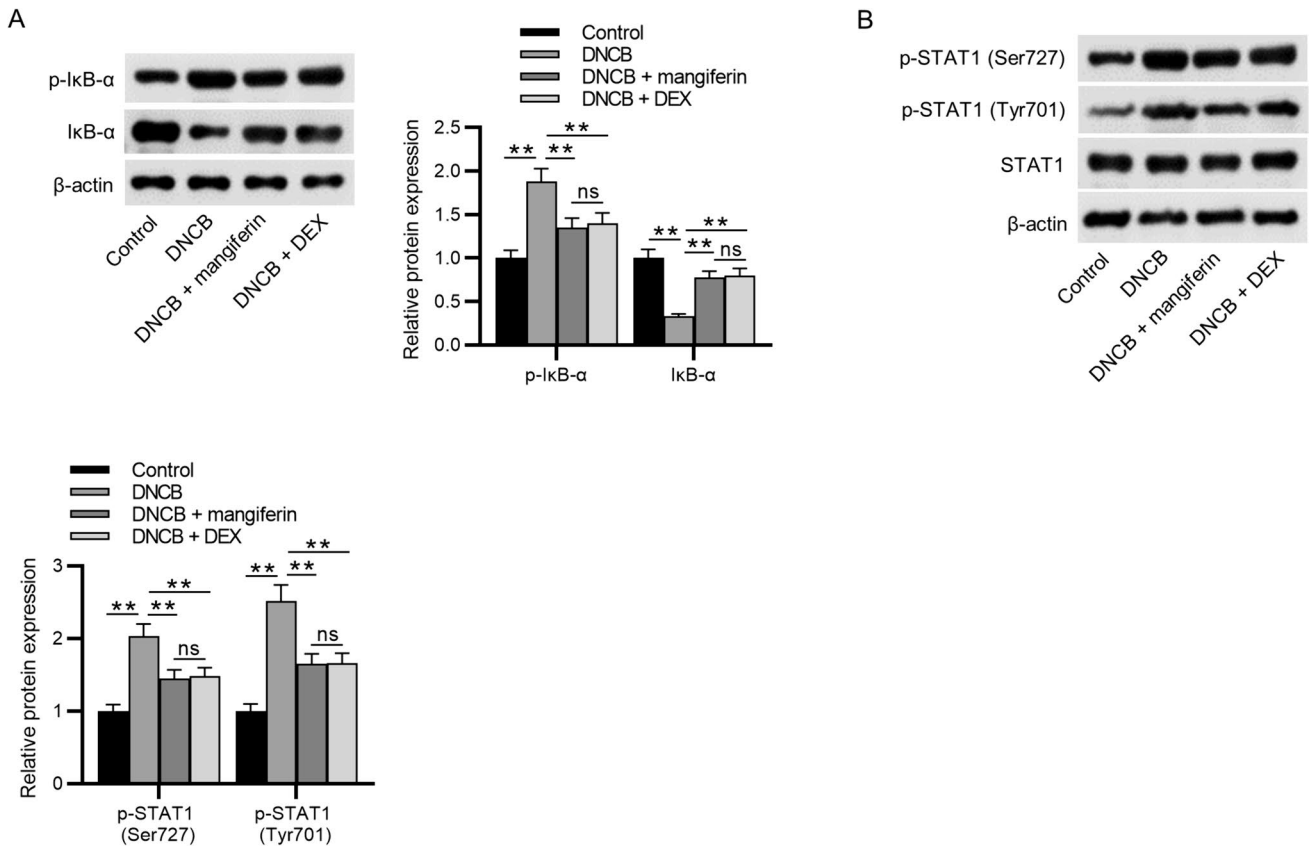 A
p-IκB-α
IκB-α
β-actin
Control
DNCB
DNCB + mangiferin
DNCB + DEX
Control
DNCB
DNCB + mangiferin
DNCB + DEX
Relative protein expression
2.5
2.0
1.5
1.0
0.5
0.0
** ** **
ns
** ** **
ns
p-IκB-α
IκB-α
B
p-STAT1 (Ser727)
p-STAT1 (Tyr701)
STAT1
β-actin
Control
DNCB
DNCB + mangiferin
DNCB + DEX
Control
DNCB
DNCB + mangiferin
DNCB + DEX
Relative protein expression
3
2
1
0
** ** **
ns
** ** **
ns
p-STAT1
(Ser727)
p-STAT1
(Tyr701)